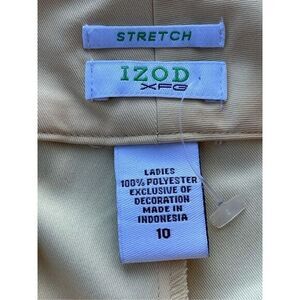 STRETCH
IZOD
XFG
LADIES
100% POLYESTER
EXCLUSIVE OF
DECORATION
MADE IN
INDONESIA
10